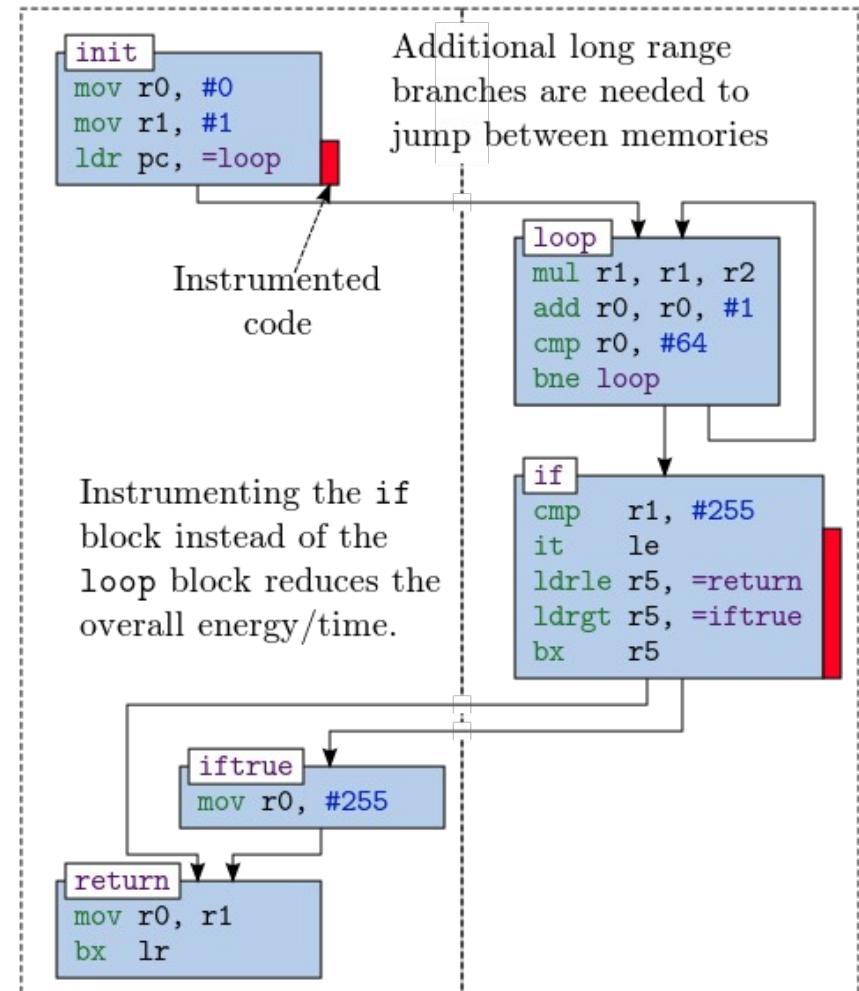 init
mov r0, #0
mov r1, #1
ldr pc, =loop
Additional long range
branches are needed to
jump between memories
Instrumented
code
loop
mul r1, r1, r2
add r0, r0, #1
cmp r0, #64
bne loop
Instrumenting the if
block instead of the
loop block reduces the
overall energy/time.
if
cmp r1, #255
it le
ldrle r5, =return
ldrgt r5, =iftrue
bx r5
iftrue
mov r0, #255
return
mov r0, r1
bx lr